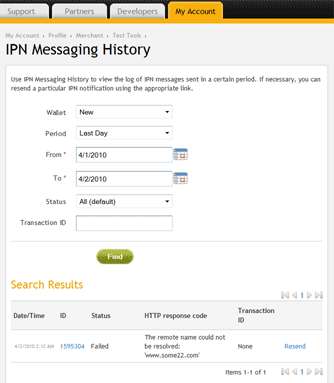 Support Partners Developers My Account
My Account › Profile › Merchant › Test Tools ›
IPN Messaging History
Use IPN Messaging History to view the log of IPN messages sent in a certain period. If necessary, you can
resend a particular IPN notification using the appropriate link.
Wallet New
Period Last Day
From * 4/1/2010
To * 4/2/2010
Status All (default)
Transaction ID
Find
Search Results
1
Date/Time ID Status HTTP response code Transaction
ID
4/2/2010 2:12 AM 1595304 Failed The remote name could not
be resolved:
'www.some22.com' None Resend
Items 1-1 of 1 1